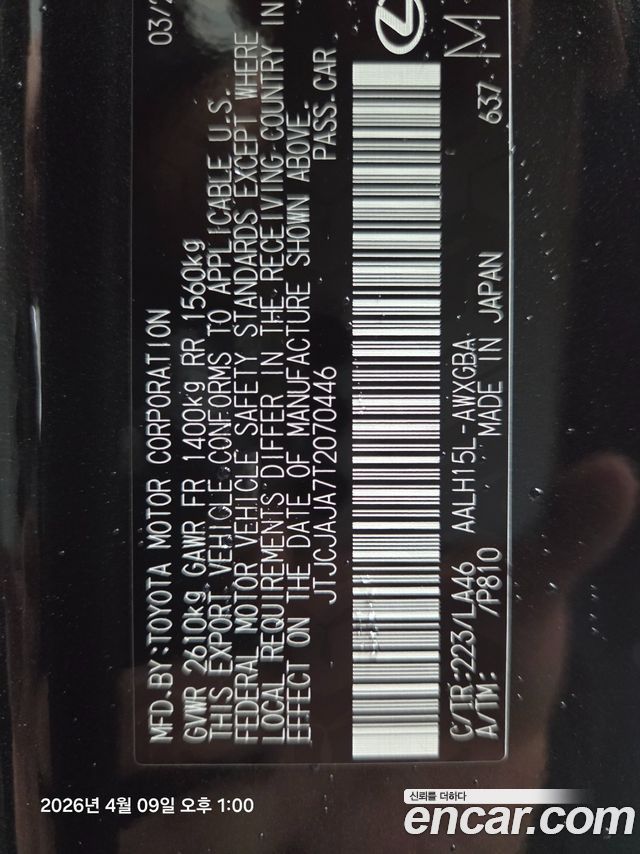 MFD.BY:TOYOTA MOTOR CORPORATION 03/2
GVWR 2610kg GAWR FR 1400kg RR 1560kg
THIS EXPORT VEHICLE CONFORMS TO APPLICABLE U.S.
FEDERAL MOTOR VEHICLE SAFETY STANDARDS EXCEPT WHERE
LOCAL REQUIREMENTS DIFFER IN THE RECEIVING COUNTRY IN
EFFECT ON THE DATE OF MANUFACTURE SHOWN ABOVE.
JTJCJAJA7T2070446 PASS.CAR
C/TR:223/LA46 AALH15L-AWXGBA
A/TM: /P810 MADE IN JAPAN 637
2026년 4월 09일 오후 1:00
신뢰를 더하다
encar.com